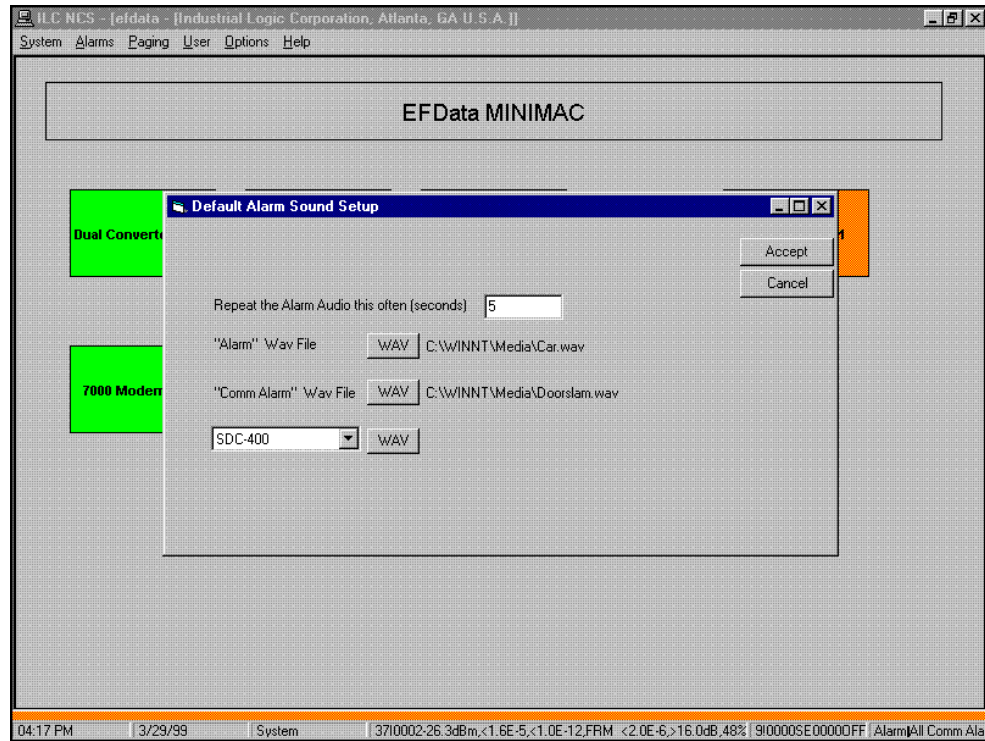 ILC NCS - [efdata - [Industrial Logic Corporation, Atlanta, GA U.S.A.]]
System Alarms Paging User Options Help
EFData MINIMAC
Default Alarm Sound Setup
Dual Converte
Accept
Cancel
Repeat the Alarm Audio this often (seconds) 5
"Alarm" Wav File WAV C:\WINNT\Media\Car.wav
7000 Modem "Comm Alarm" Wav File WAV C:\WINNT\Media\Doorslam.wav
SDC-400 WAV
04:17 PM 3/29/99 System 37I0002-26.3dBm,<1.6E-5,<1.0E-12,FRM <2.0E-6,>16.0dB,48% 9I0000SE00000OFF Alarm All Comm Ala